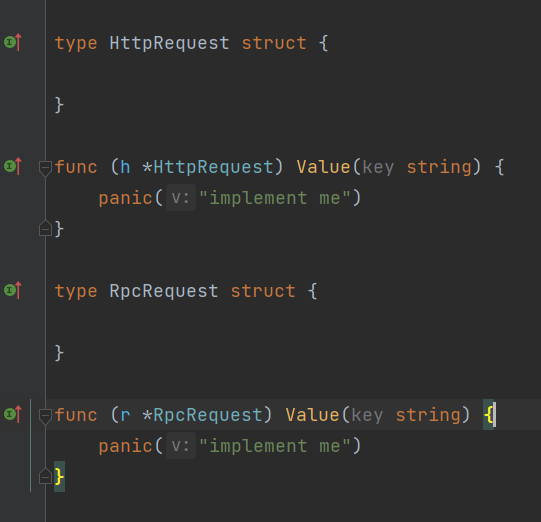 type HttpRequest struct {
}
func (h *HttpRequest) Value(key string) {
panic( v: "implement me")
}
type RpcRequest struct {
}
func (r *RpcRequest) Value(key string) {
panic( v: "implement me")
}